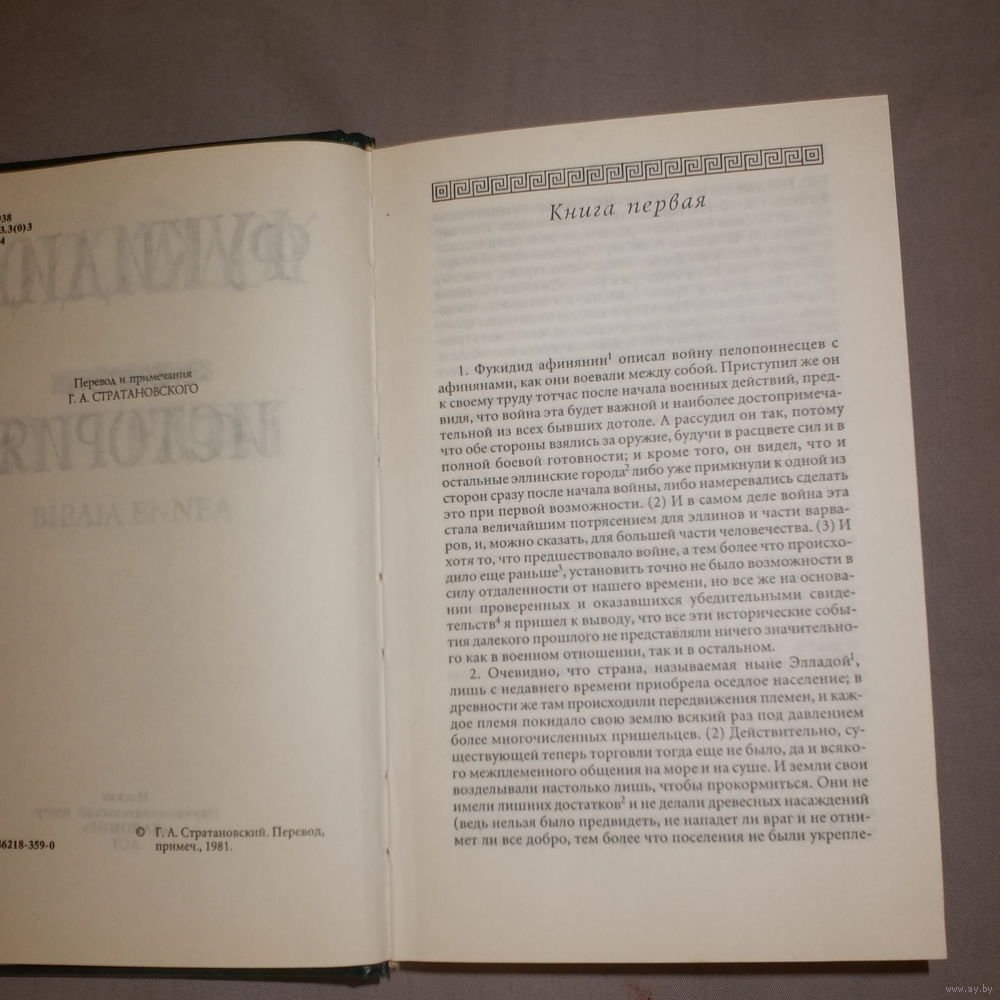 938
3.3(0)3
4
Перевод и примечания
Г. А. СТРАТАНОВСКОГО
© Г. А. Стратановский. Перевод,
примеч., 1981.
6218-359-0
Книга первая
1. Фукидид афинянин¹ описал войну пелопоннесцев с
афинянами, как они воевали между собой. Приступил же он
к своему труду тотчас после начала военных действий, пред-
видя, что война эта будет важной и наиболее достопримеча-
тельной из всех бывших дотоле. А рассудил он так, потому
что обе стороны взялись за оружие, будучи в расцвете сил и в
полной боевой готовности; и кроме того, он видел, что и
остальные эллинские города² либо уже примкнули к одной из
сторон сразу после начала войны, либо намеревались сделать
это при первой возможности. (2) И в самом деле война эта
стала величайшим потрясением для эллинов и части варва-
ров, и, можно сказать, для большей части человечества. (3) И
хотя то, что предшествовало войне, а тем более что происхо-
дило еще раньше³, установить точно не было возможности в
силу отдаленности от нашего времени, но все же на основа-
нии проверенных и оказавшихся убедительными свиде-
тельств⁴ я пришел к выводу, что все эти исторические собы-
тия далекого прошлого не представляли ничего значительно-
го как в военном отношении, так и в остальном.
2. Очевидно, что страна, называемая ныне Элладой¹,
лишь с недавнего времени приобрела оседлое население; в
древности же там происходили передвижения племен, и каж-
дое племя покидало свою землю всякий раз под давлением
более многочисленных пришельцев. (2) Действительно, су-
ществующей теперь торговли тогда еще не было, да и всяко-
го межплеменного общения на море и на суше. И земли свои
возделывали настолько лишь, чтобы прокормиться. Они не
имели лишних достатков² и не делали древесных насаждений
(ведь нельзя было предвидеть, не нападет ли враг и не отни-
мет ли все добро, тем более что поселения не были укрепле-
www.ay.by